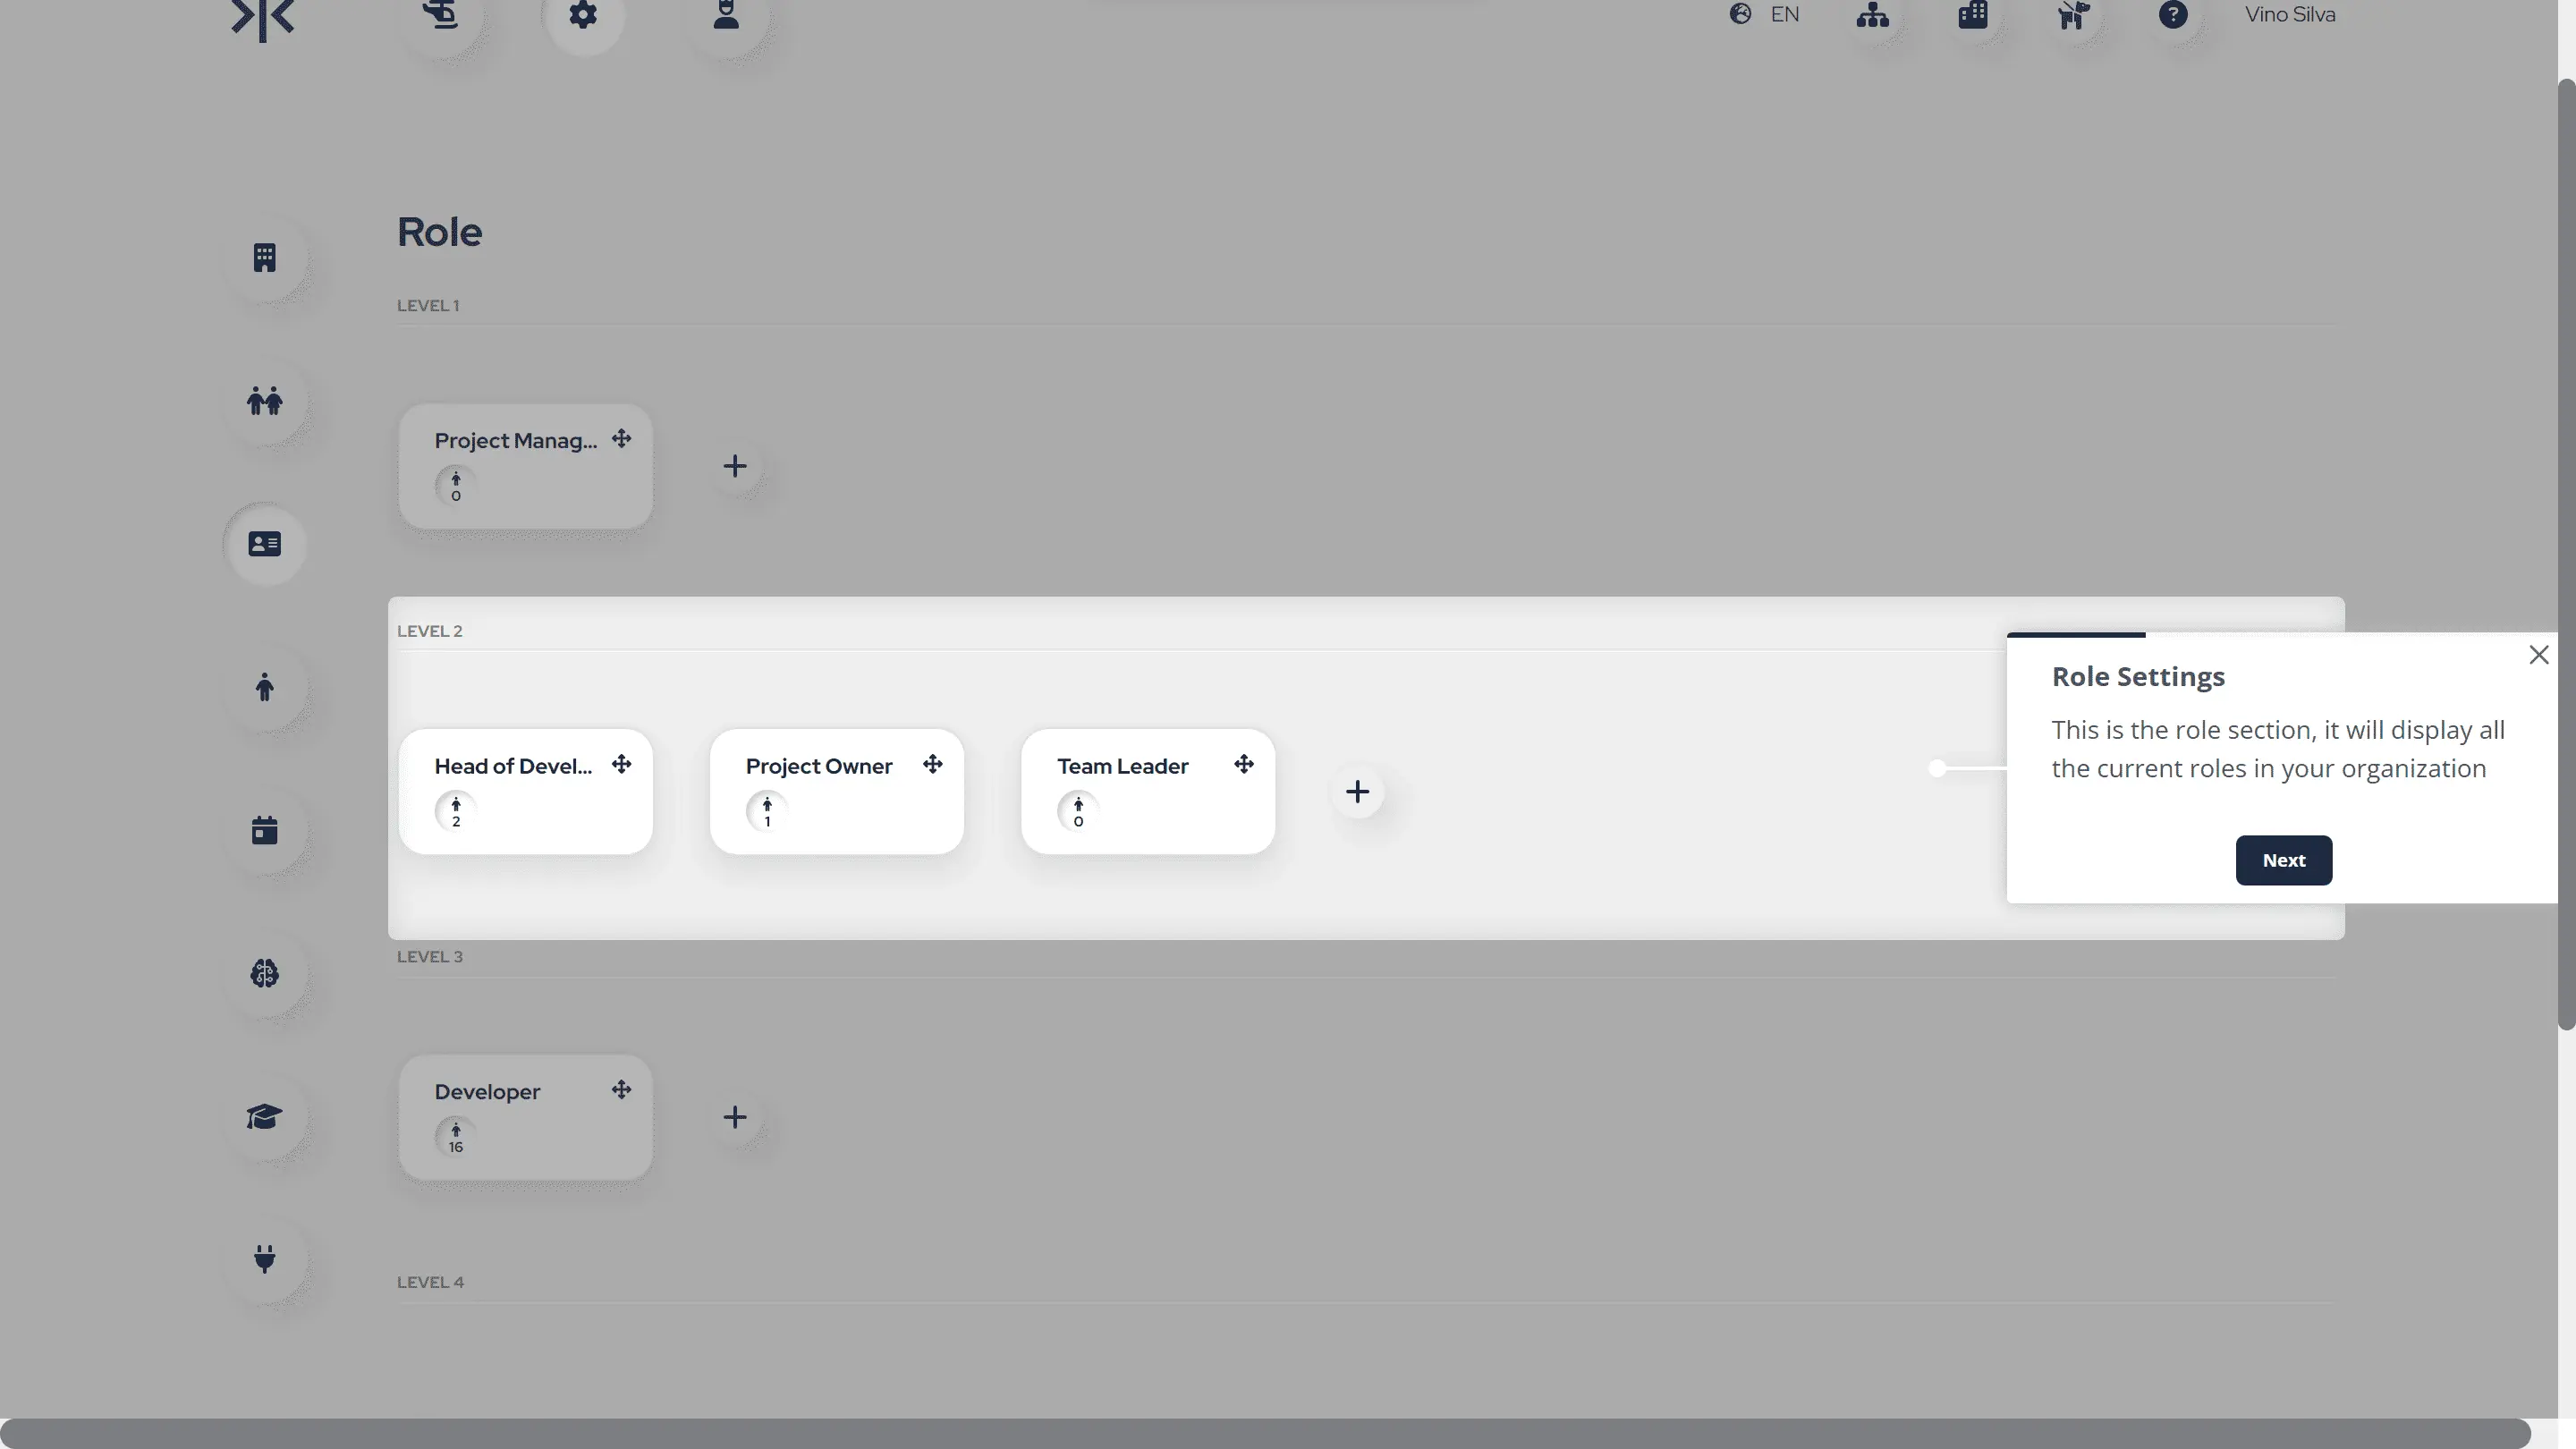 EN
Vino Silva
Role
LEVEL 1
Project Manag...
0
LEVEL 2
Head of Devel...
2
Project Owner
1
Team Leader
0
Role Settings
This is the role section, it will display all
the current roles in your organization
Next
LEVEL 3
Developer
16
LEVEL 4